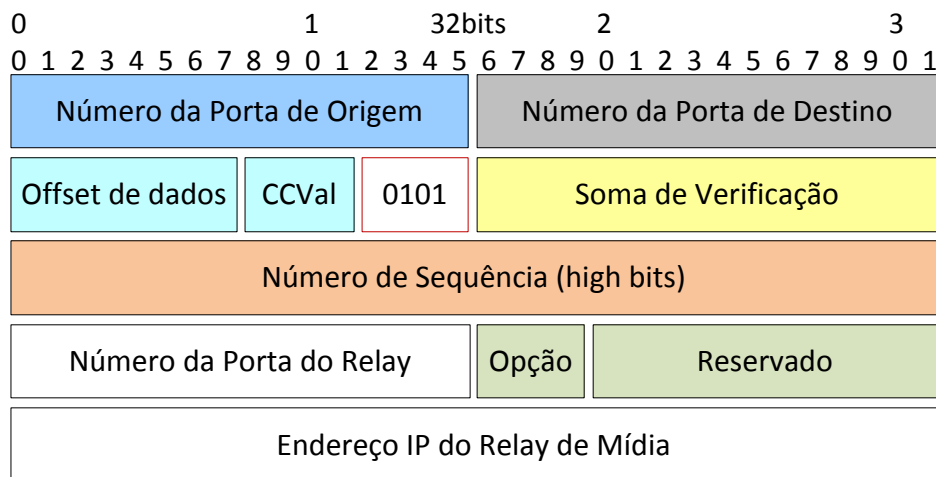 0 1 32bits 2 3
0 1 2 3 4 5 6 7 8 9 0 1 2 3 4 5 6 7 8 9 0 1 2 3 4 5 6 7 8 9 0 1
Número da Porta de Origem Número da Porta de Destino
Offset de dados CCVal 0101 Soma de Verificação
Número de Sequência (high bits)
Número da Porta do Relay Opção Reservado
Endereço IP do Relay de Mídia